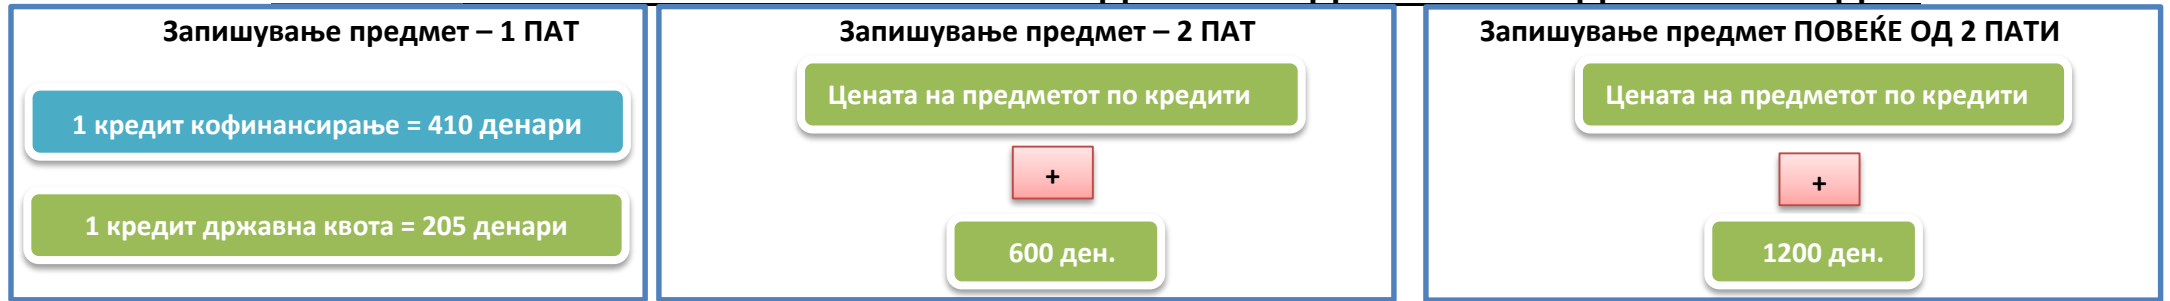 Запишување предмет – 1 ПАТ
1 кредит кофинансирање = 410 денари
1 кредит државна квота = 205 денари
Запишување предмет – 2 ПАТ
Цената на предметот по кредити
+
600 ден.
Запишување предмет ПОВЕЌЕ ОД 2 ПАТИ
Цената на предметот по кредити
+
1200 ден.